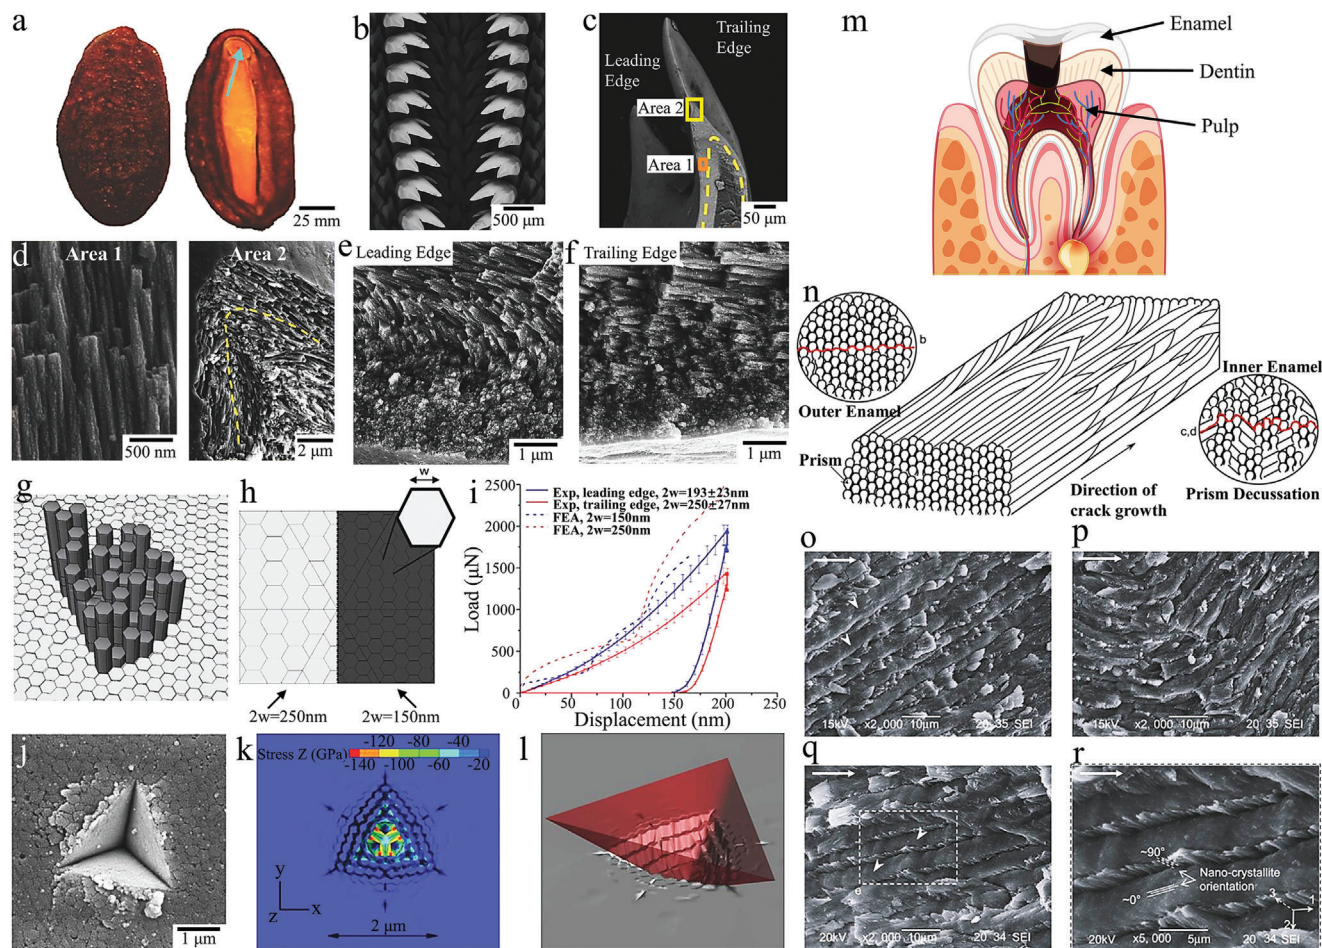 a
25 mm
b
500 μm
c
Trailing
Edge
Leading
Edge
Area 2
Area 1
50 μm
m
Enamel
Dentin
Pulp
d
Area 1
500 nm
Area 2
2 μm
e
Leading Edge
1 μm
f
Trailing Edge
1 μm
n
b
Outer Enamel
Prism
Direction of
crack growth
Inner Enamel
c,d
Prism Decussation
g
h
w
2w=250nm
2w=150nm
i
Exp, leading edge, 2w=193±23nm
Exp, trailing edge, 2w=250±27nm
FEA, 2w=150nm
FEA, 2w=250nm
Load (μN)
2500
2000
1500
1000
500
0
0
50
100
150
200
250
Displacement (nm)
o
15kV x2,000 10μm 20 35 SEI
p
15kV x2,000 10μm 20 35 SEI
j
1 μm
k
-120 -80 -40
Stress Z (GPa)
-140 -100 -60 -20
y
z
x
2 μm
l
q
e
20kV x2,000 10μm 20 34 SEI
r
~90°
Nano-crystallite
orientation
~0°
3
1
2
20kV x5,000 5μm 20 34 SEI